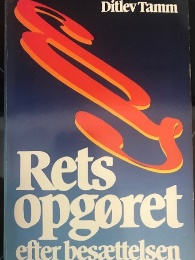 Ditlev Tamm
Rets
opgøret
efter besættelsen